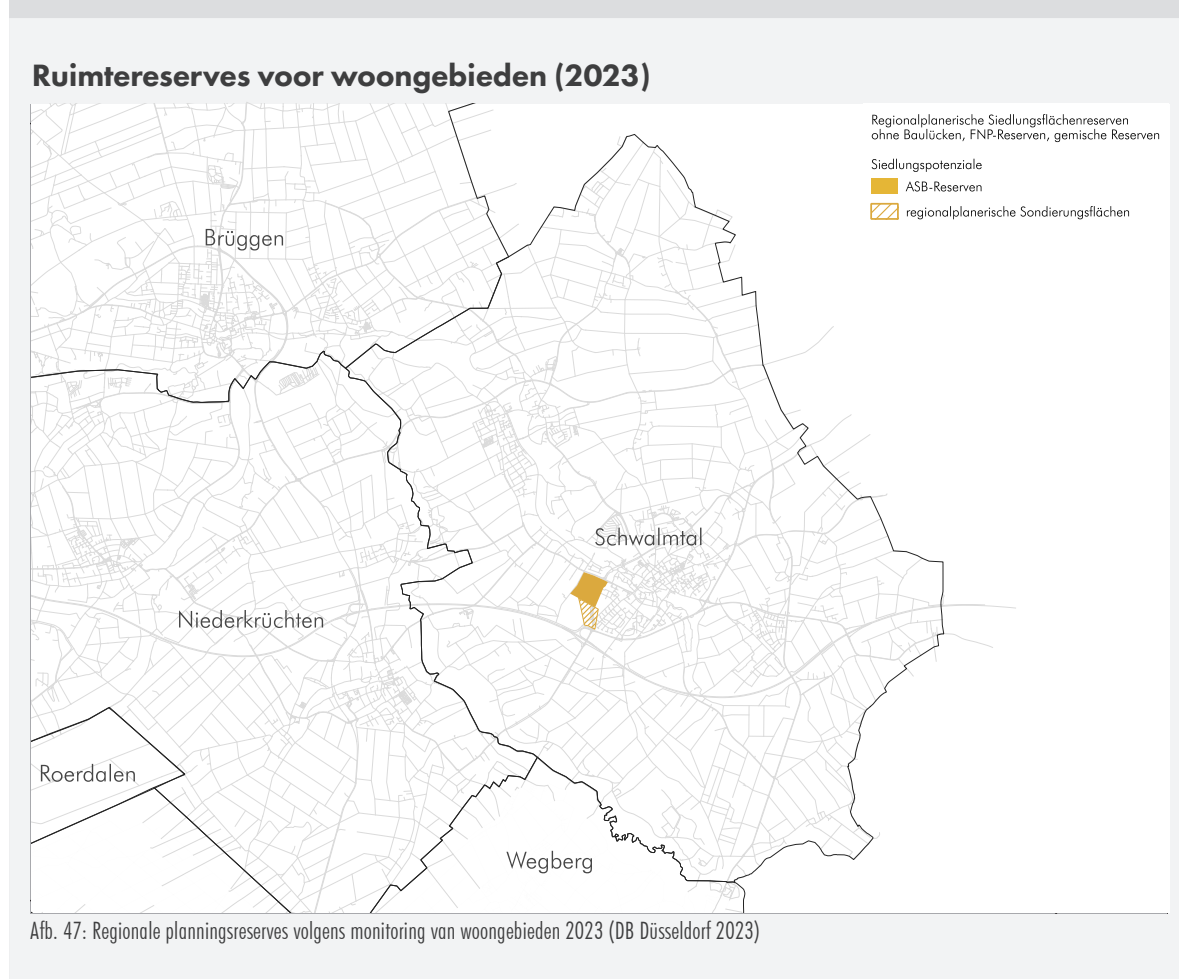 Ruimtereserves voor woongebieden (2023)
Regionalplanerische Siedlungsflächenreserven
ohne Baulücken, FNP-Reserven, gemische Reserven
Siedlungspotenziale
ASB-Reserven
regionalplanerische Sondierungsflächen
Brüggen
Schwalmtal
Niederkrüchten
Roerdalen
Wegberg
Afb. 47: Regionale planningsreserves volgens monitoring van woongebieden 2023 (DB Düsseldorf 2023)